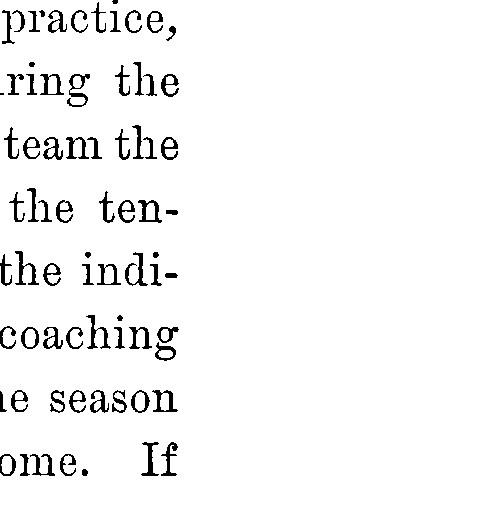 practice,
ring the
team the
the ten-
the indi-
coaching
e season
ome. If